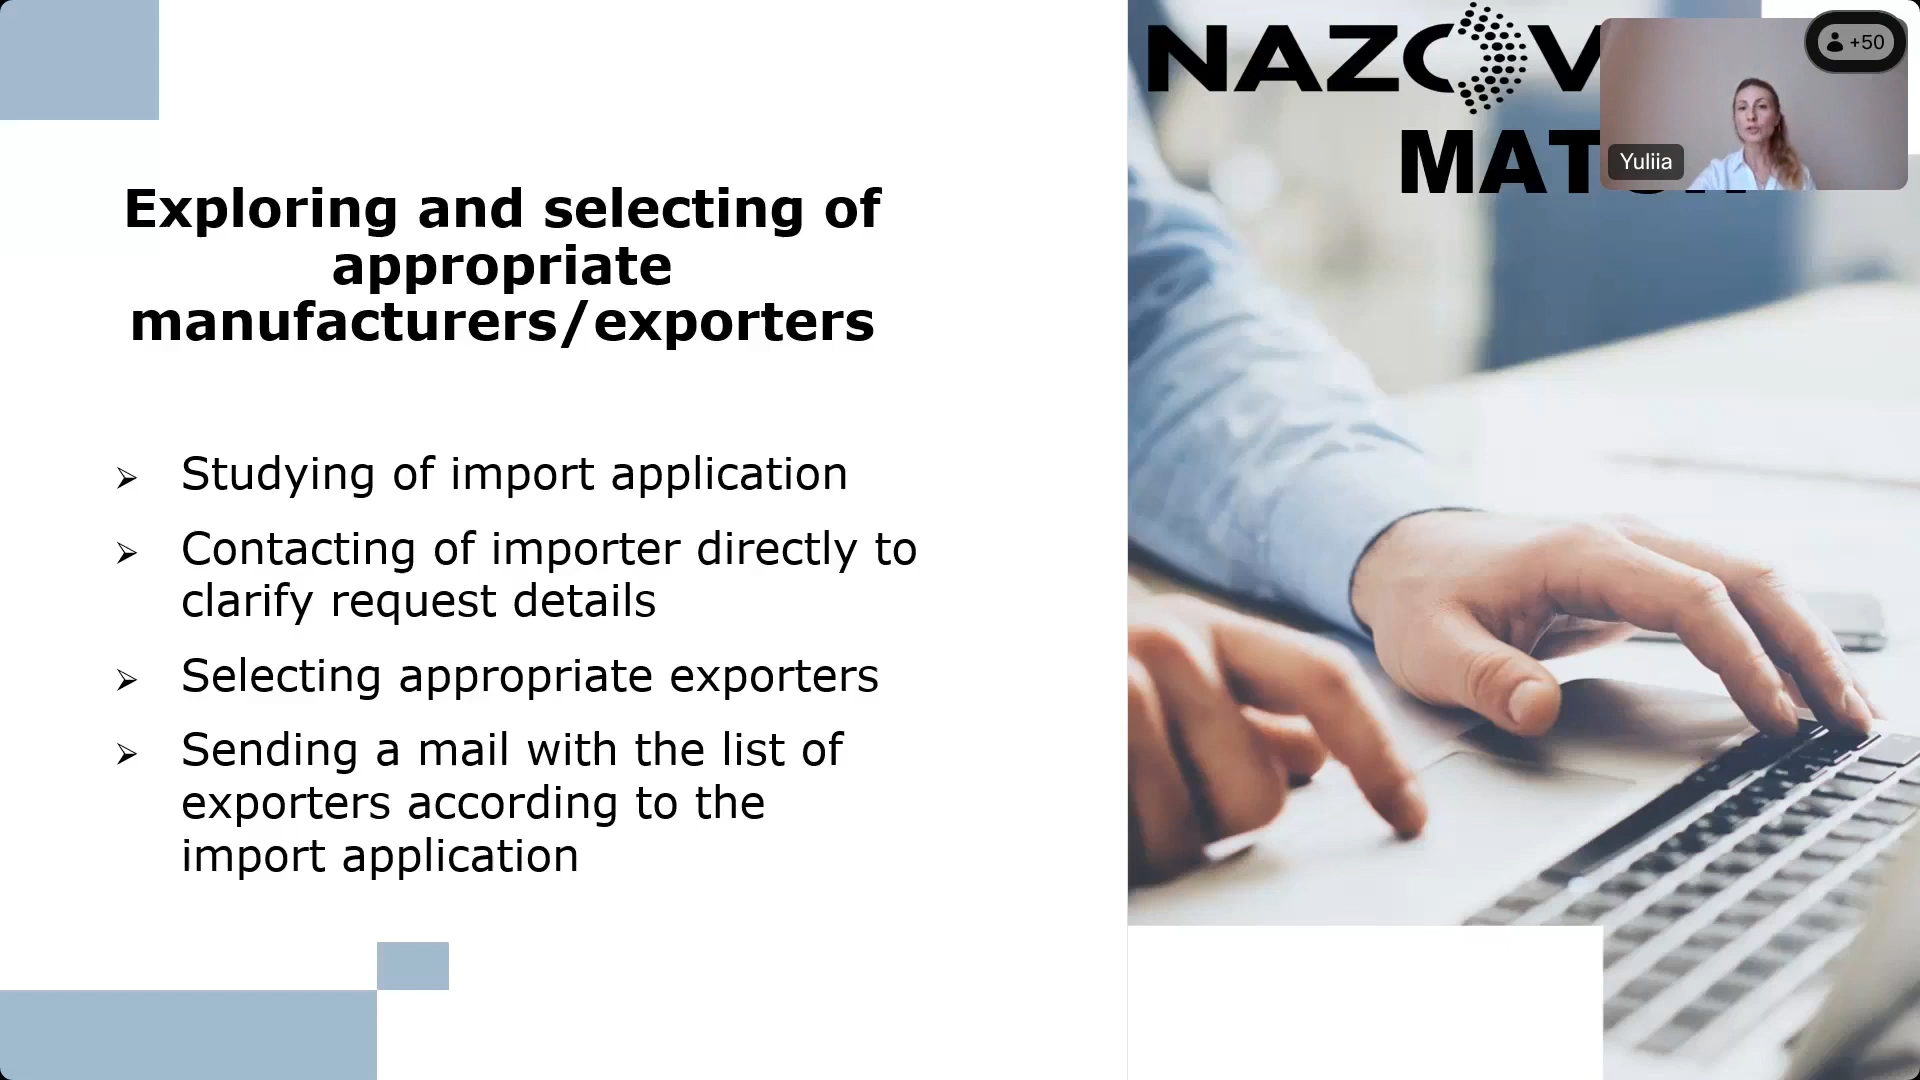 Exploring and selecting of
appropriate
manufacturers/exporters
Studying of import application
Contacting of importer directly to
clarify request details
Selecting appropriate exporters
Sending a mail with the list of
exporters according to the
import application
+50
Yuliia